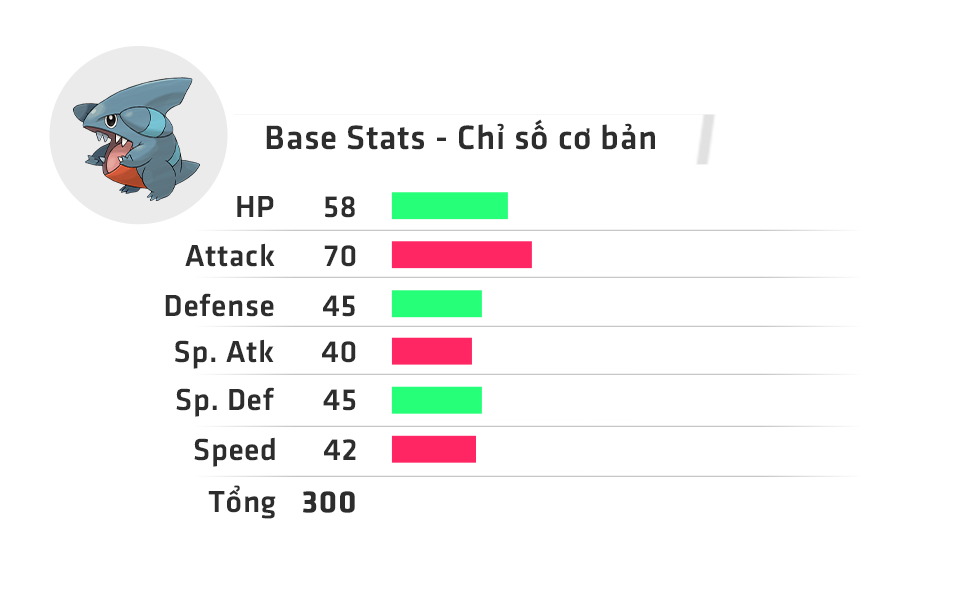 Base Stats - Chỉ số cơ bản
HP 58
Attack 70
Defense 45
Sp. Atk 40
Sp. Def 45
Speed 42
Tổng 300